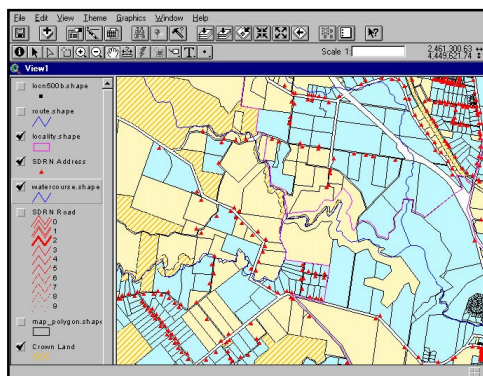 File Edit View Theme Graphics Window Help
Scale 1:
2,461,300.63
4,449,621.74
View1
locn500b.shape
route.shape
locality.shape
SDRN Address
watercourse.shape
SDRN Road
0
1
2
3
4
5
6
7
8
9
map_polygon.shape
Crown Land